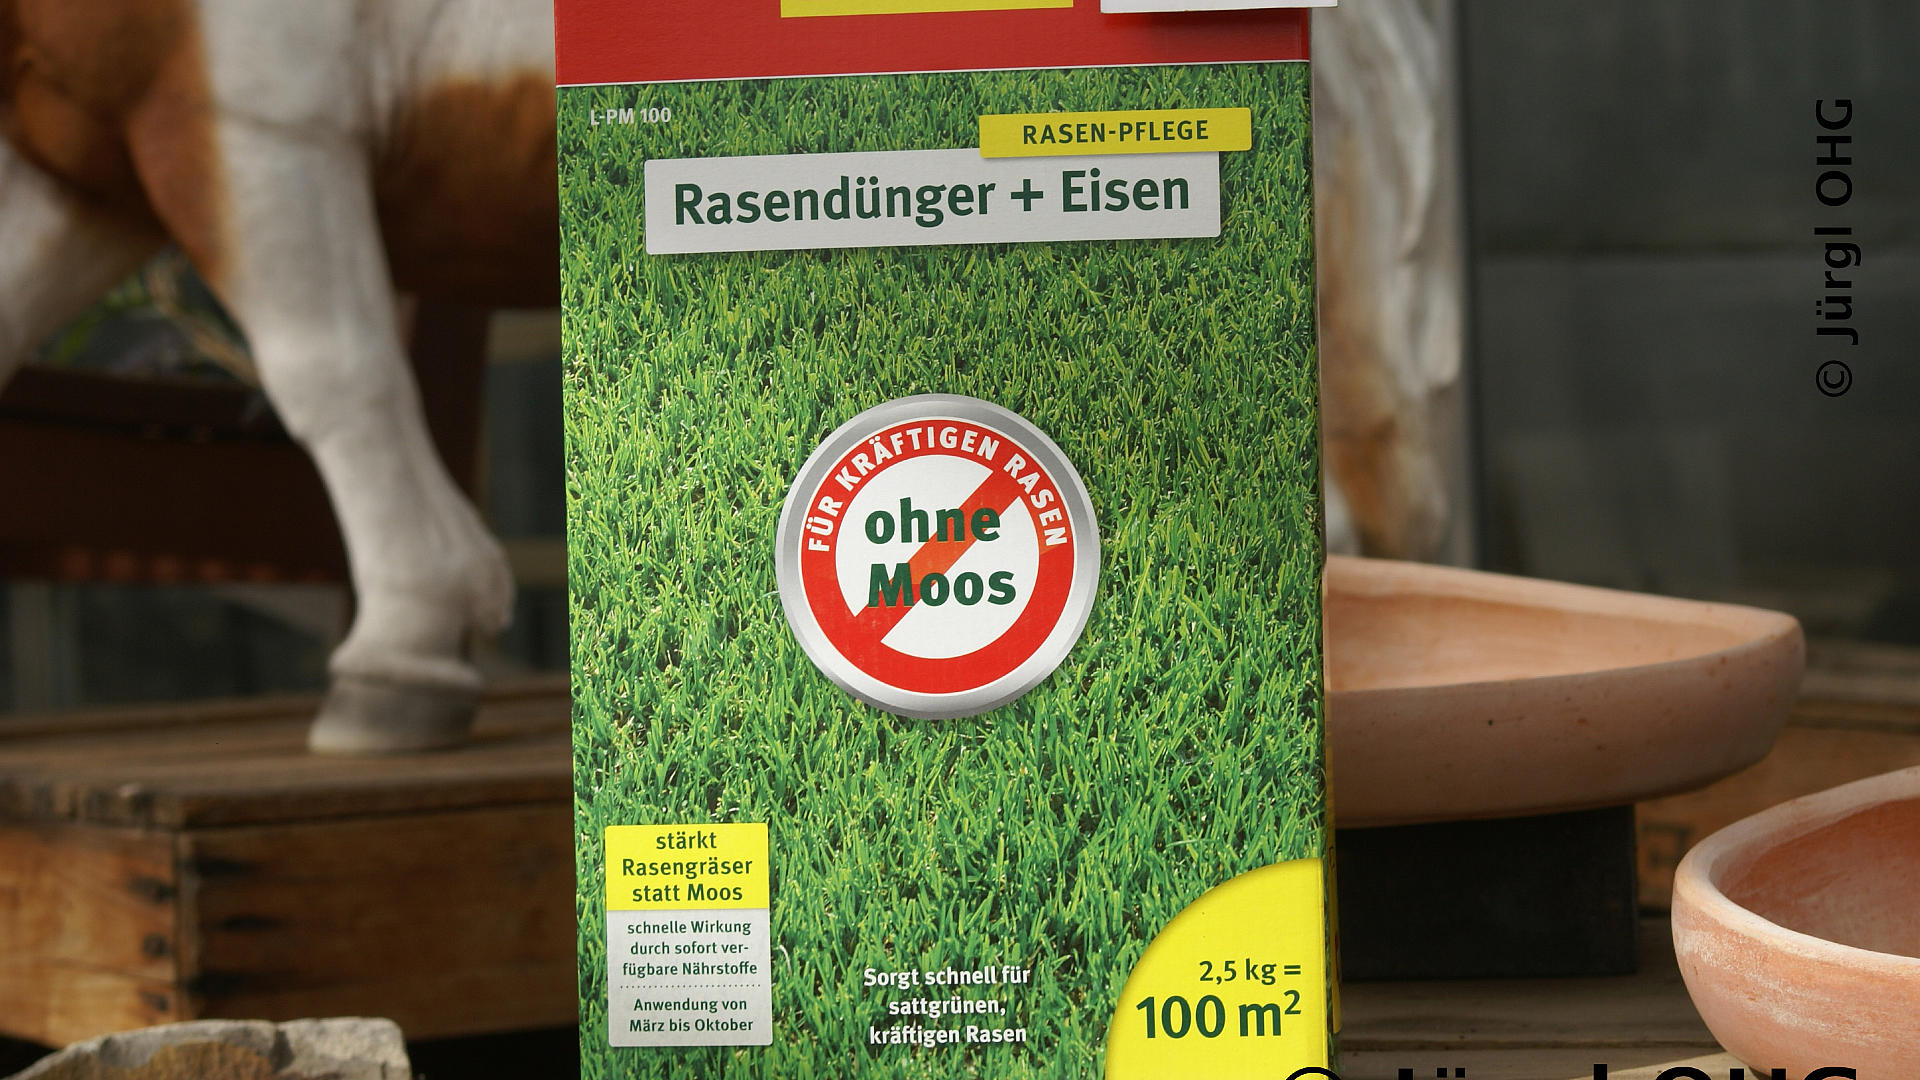 L-PM 100
RASEN-PFLEGE
Rasendünger + Eisen
FÜR KRÄFTIGEN RASEN
ohne
Moos
stärkt
Rasengräser
statt Moos
schnelle Wirkung
durch sofort ver-
fügbare Nährstoffe
Anwendung von
März bis Oktober
Sorgt schnell für
sattgrünen,
kräftigen Rasen
2,5 kg =
100 m²
© Jürgl OHG